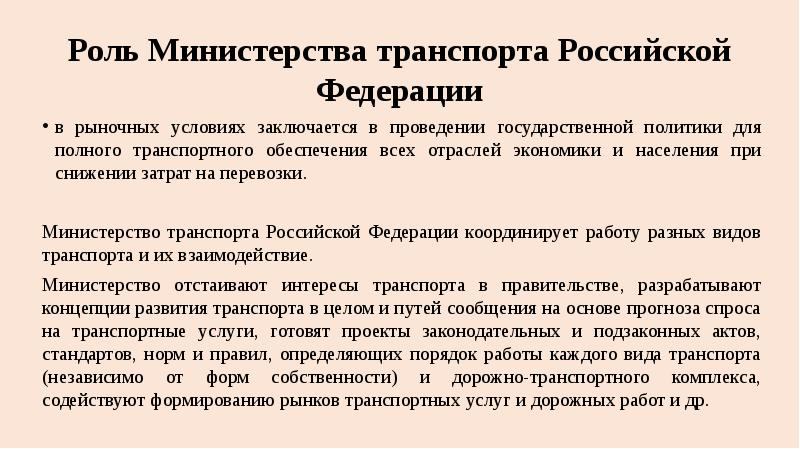 Роль Министерства транспорта Российской
Федерации
• в рыночных условиях заключается в проведении государственной политики для
полного транспортного обеспечения всех отраслей экономики и населения при
снижении затрат на перевозки.
Министерство транспорта Российской Федерации координирует работу разных видов
транспорта и их взаимодействие.
Министерство отстаивают интересы транспорта в правительстве, разрабатывают
концепции развития транспорта в целом и путей сообщения на основе прогноза спроса
на транспортные услуги, готовят проекты законодательных и подзаконных актов,
стандартов, норм и правил, определяющих порядок работы каждого вида транспорта
(независимо от форм собственности) и дорожно-транспортного комплекса,
содействуют формированию рынков транспортных услуг и дорожных работ и др.